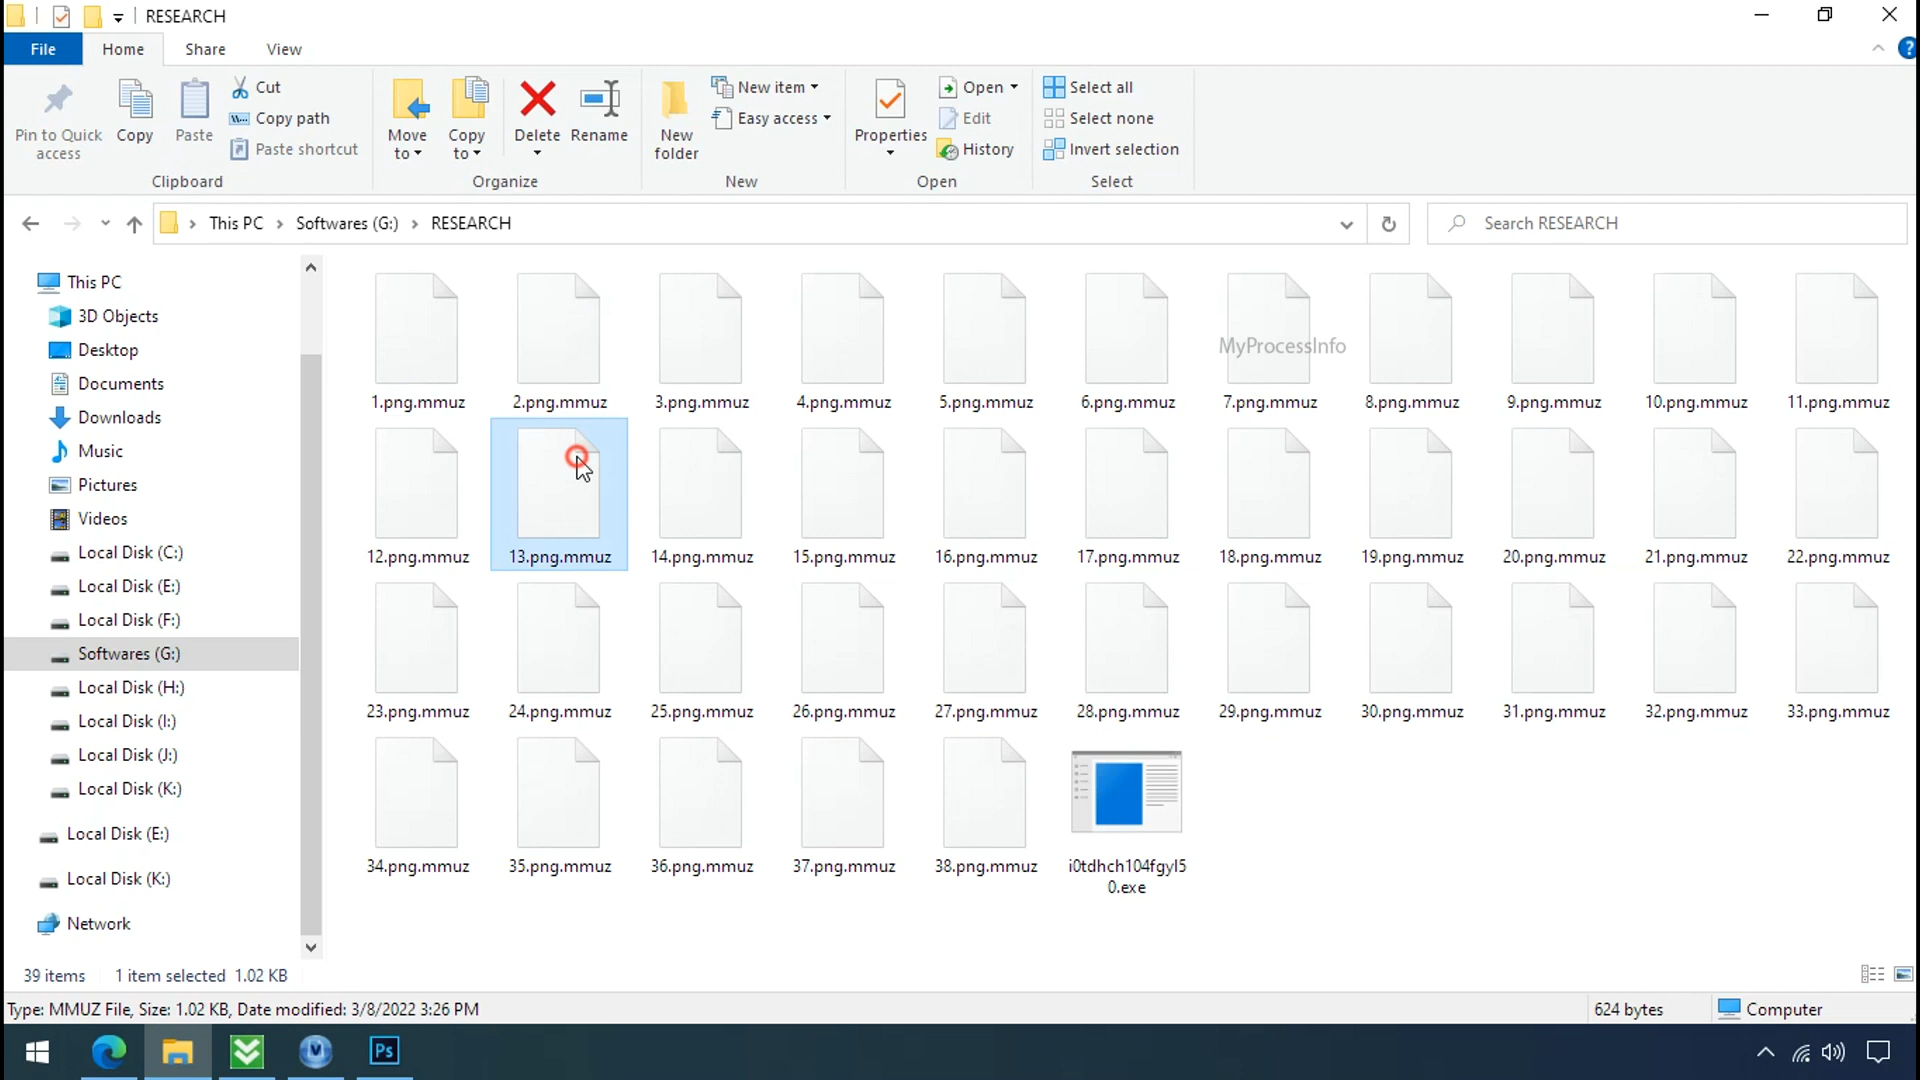 RESEARCH
File Home Share View
Pin to Quick access
Copy
Paste
Cut
Copy path
Paste shortcut
Clipboard
Move to
Copy to
Delete
Rename
Organize
New folder
New item
Easy access
New
Properties
Open
Edit
History
Open
Select all
Select none
Invert selection
Select
This PC Softwares (G:) RESEARCH
Search RESEARCH
This PC
3D Objects
Desktop
Documents
Downloads
Music
Pictures
Videos
Local Disk (C:)
Local Disk (E:)
Local Disk (F:)
Softwares (G:)
Local Disk (H:)
Local Disk (I:)
Local Disk (J:)
Local Disk (K:)
Local Disk (E:)
Local Disk (K:)
Network
MyProcessInfo
1.png.mmuz 2.png.mmuz 3.png.mmuz 4.png.mmuz 5.png.mmuz 6.png.mmuz 7.png.mmuz 8.png.mmuz 9.png.mmuz 10.png.mmuz 11.png.mmuz
12.png.mmuz 13.png.mmuz 14.png.mmuz 15.png.mmuz 16.png.mmuz 17.png.mmuz 18.png.mmuz 19.png.mmuz 20.png.mmuz 21.png.mmuz 22.png.mmuz
23.png.mmuz 24.png.mmuz 25.png.mmuz 26.png.mmuz 27.png.mmuz 28.png.mmuz 29.png.mmuz 30.png.mmuz 31.png.mmuz 32.png.mmuz 33.png.mmuz
34.png.mmuz 35.png.mmuz 36.png.mmuz 37.png.mmuz 38.png.mmuz i0tdhch104fgyl5
0.exe
39 items 1 item selected 1.02 KB
Type: MMUZ File, Size: 1.02 KB, Date modified: 3/8/2022 3:26 PM 624 bytes Computer
Ps